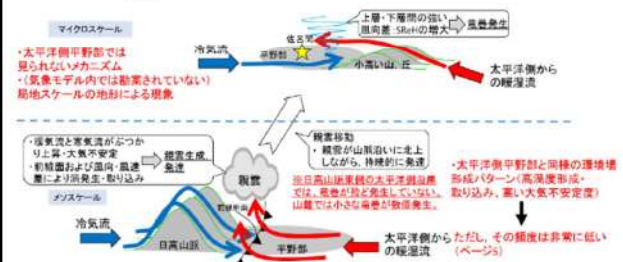 マイクロスケール
・太平洋側平野部では
見られないメカニズム
・(気象モデル内では勘案されていない)
局地スケールの地形による現象
冷気流
佐呂間
平野部
上層・下層間の強い
風向差:SReHの増大
竜巻発生
小高い山、丘
太平洋側から
の暖湿流
・暖気流と寒気流がぶつか
り上昇・大気不安定
・前線面および風向・風速
差により渦発生・取り込み
親雲生成、
発達
親雲
親雲移動
・親雲が山脈沿いに北上
しながら、持続的に発達
※日高山脈東側の太平洋沿岸
では、竜巻が殆ど発生していない。
山麓では小さな竜巻が数個発生。
メソスケール
冷気流
日高山脈
平野部
太平洋側から
の暖湿流
・太平洋側平野部と同様の環境場
形成パターン(高渦度形成・
取り込み、高い大気不安定度)
ただし、その頻度は非常に低い
(ページ5)